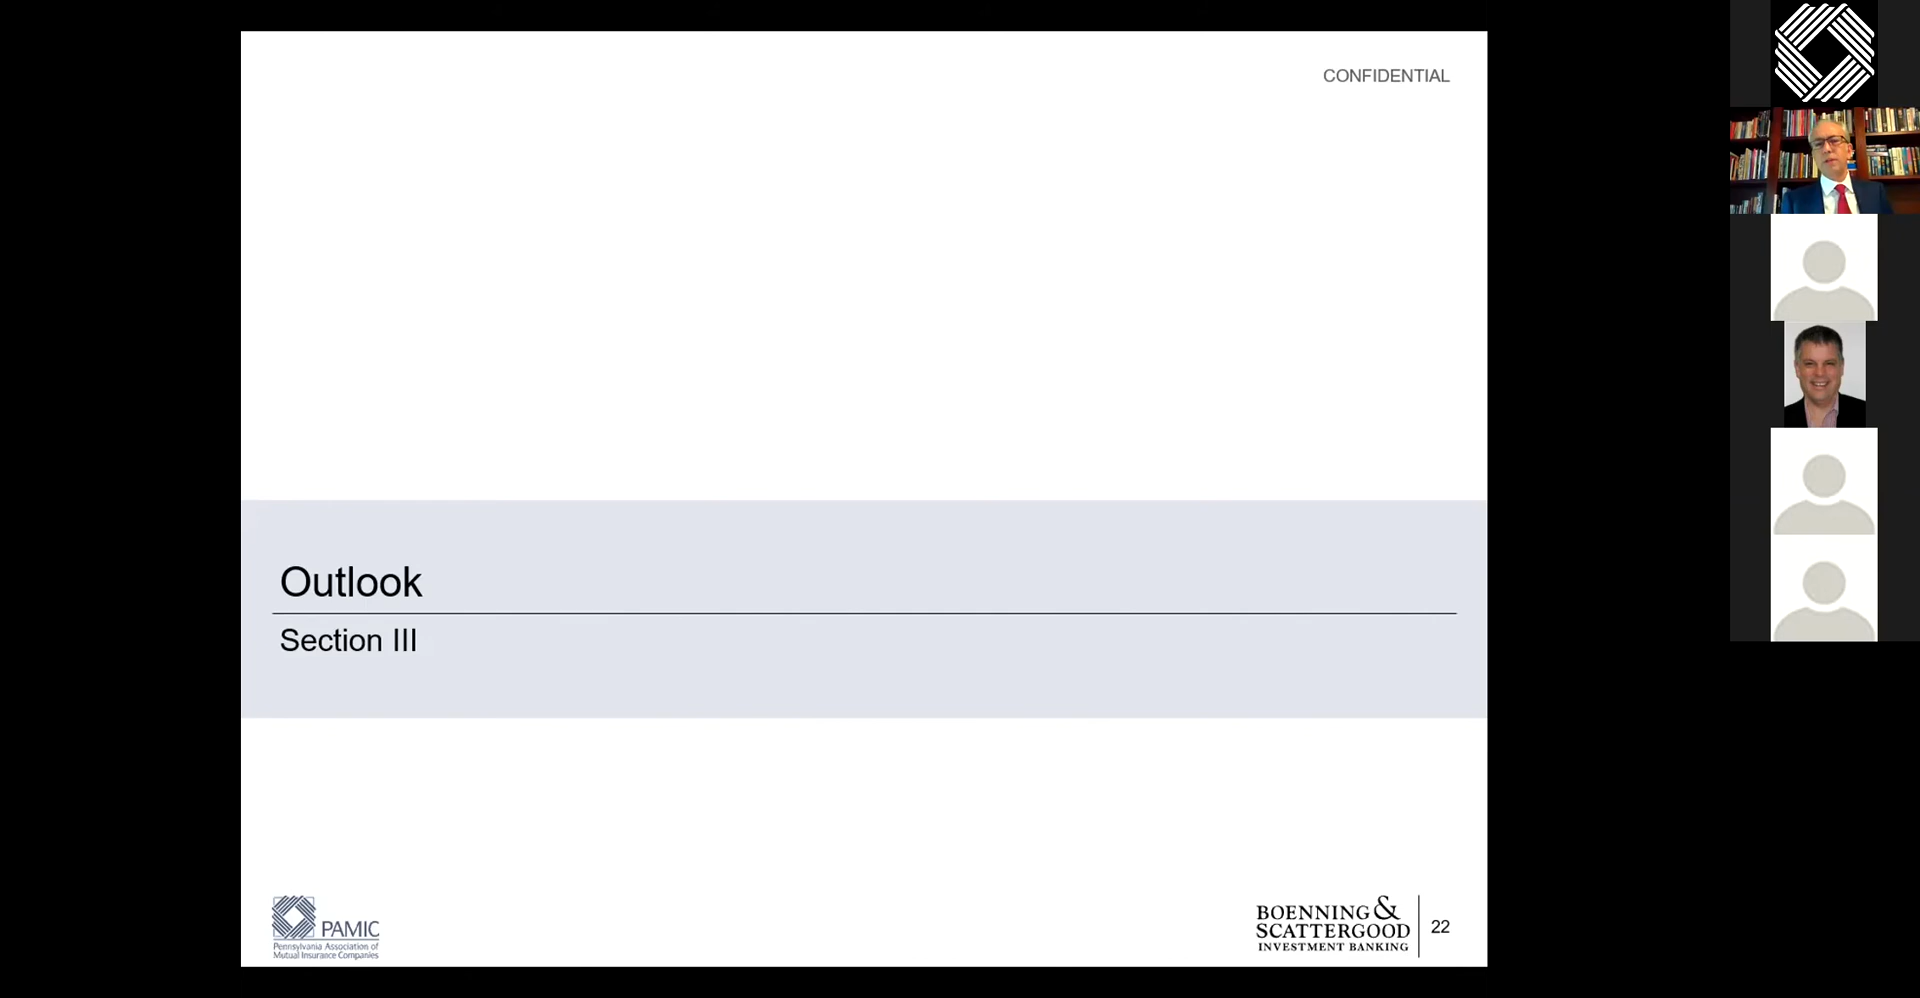 CONFIDENTIAL
Outlook
Section III
PAMIC
Pennsylvania Association of
Mutual Insurance Companies
BOENNING &
SCATTERGOOD
INVESTMENT BANKING
22